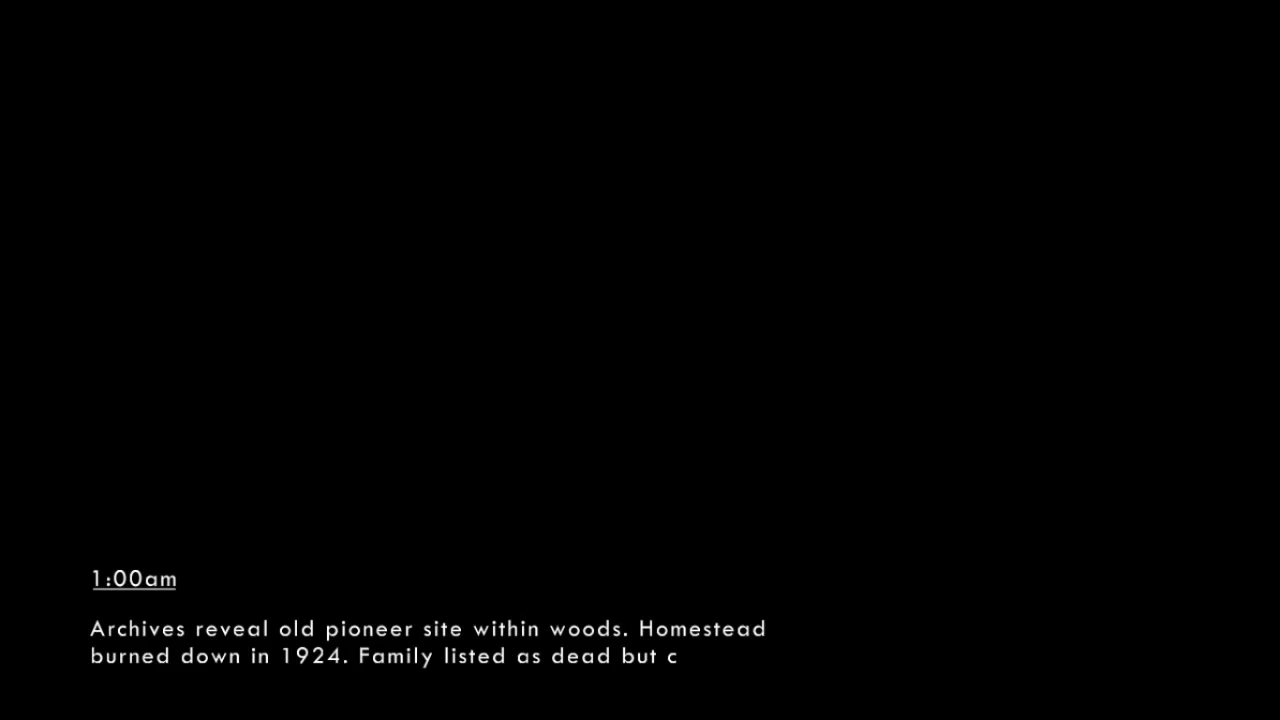 1:00am
Archives reveal old pioneer site within woods. Homestead
burned down in 1924. Family listed as dead but c